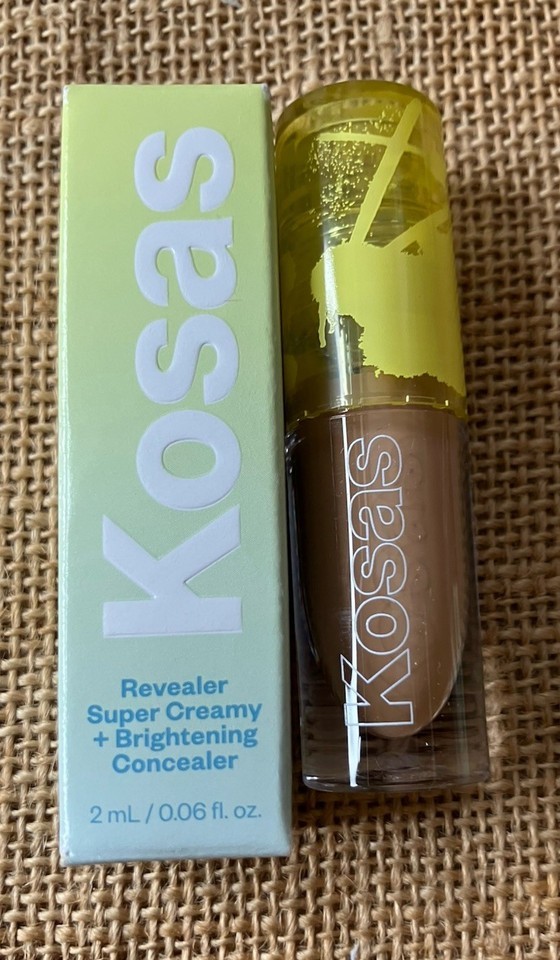 Kosas
Revealer
Super Creamy
+ Brightening
Concealer
2 mL / 0.06 fl. oz.
Kosas